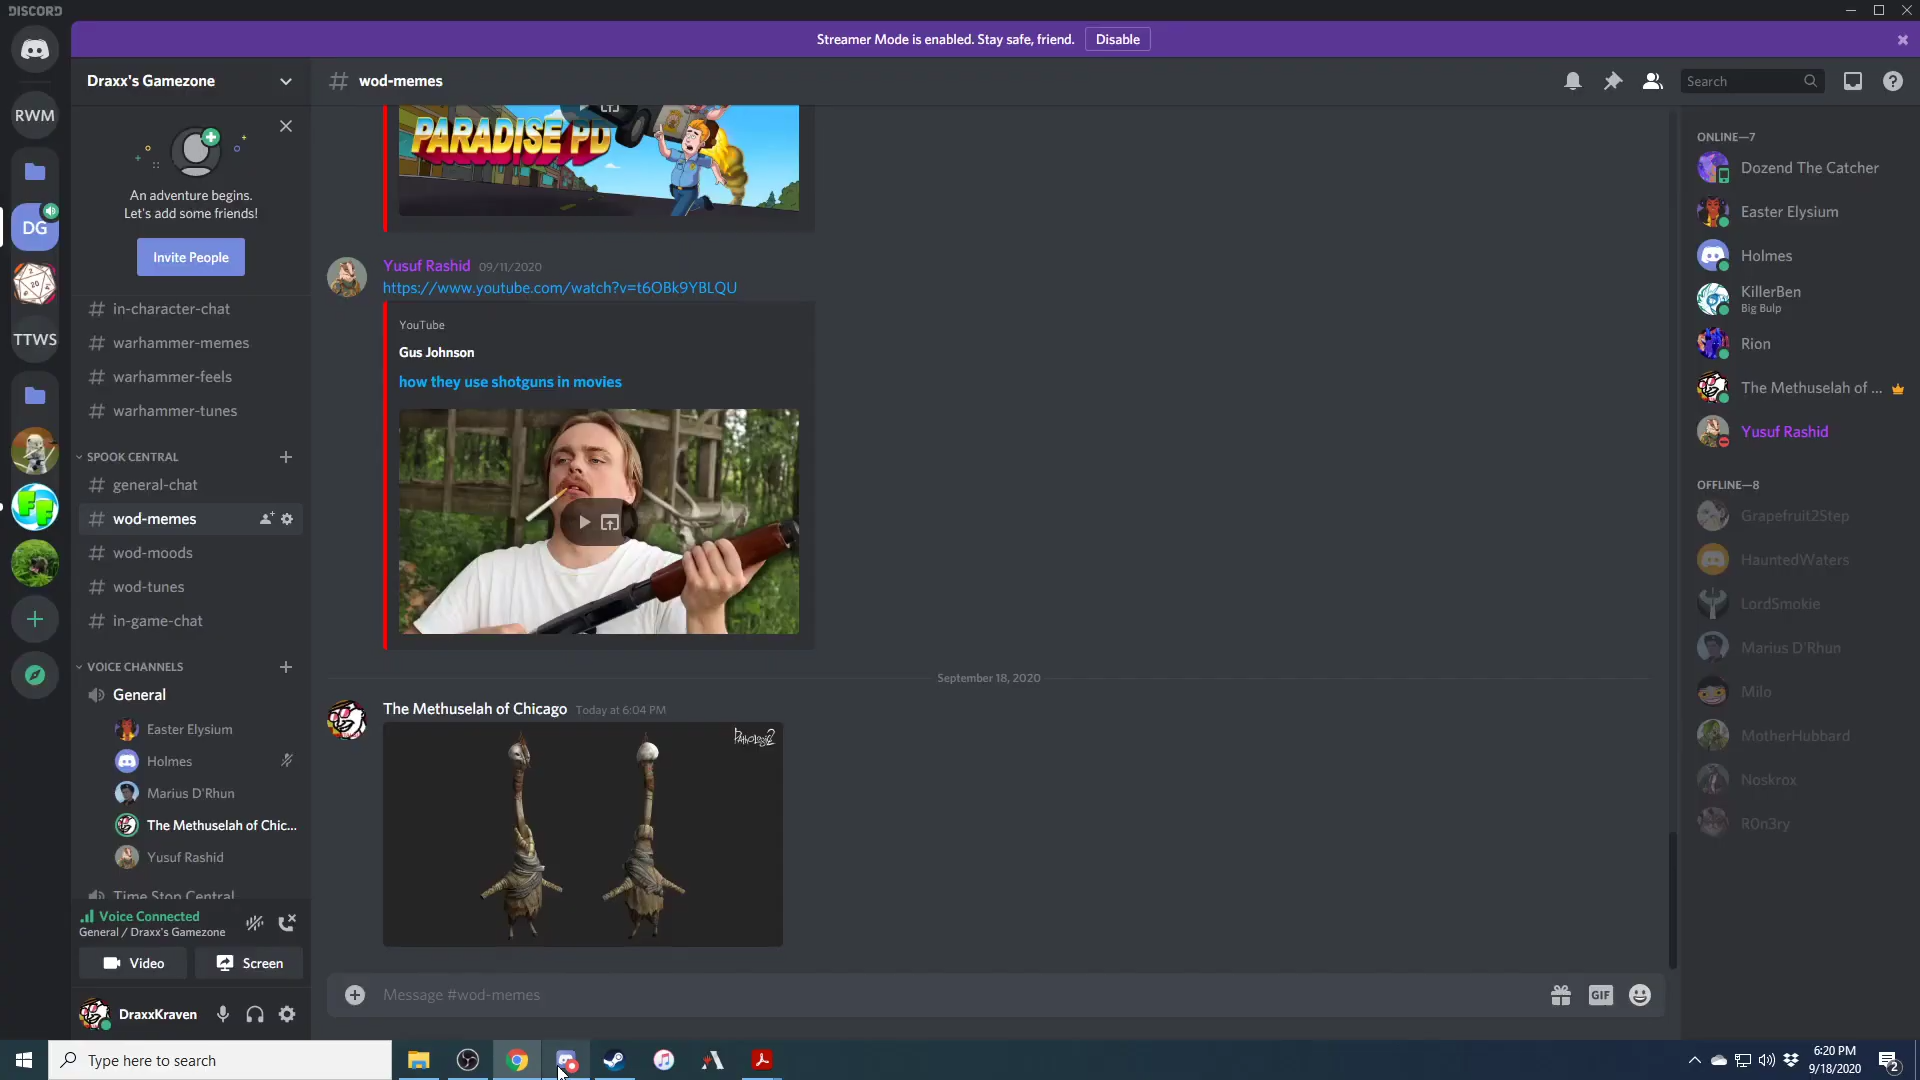 DISCORD
Streamer Mode is enabled. Stay safe, friend.
Disable
RWM
DG
TTWS
Draxx's Gamezone
An adventure begins.
Let's add some friends!
Invite People
in-character-chat
warhammer-memes
warhammer-feels
warhammer-tunes
SPOOK CENTRAL
general-chat
wod-memes
wod-moods
wod-tunes
in-game-chat
VOICE CHANNELS
General
Easter Elysium
Holmes
Marius D'Rhun
The Methuselah of Chic...
Yusuf Rashid
Time Stop Central
Voice Connected
General / Draxx's Gamezone
Video
Screen
DraxxKraven
wod-memes
Search
PARADISE PD
Yusuf Rashid 09/11/2020
https://www.youtube.com/watch?v=t6OBk9YBLQU
YouTube
Gus Johnson
how they use shotguns in movies
September 18, 2020
The Methuselah of Chicago Today at 6:04 PM
PATHOLOGIC 2
Message #wod-memes
GIF
ONLINE—7
Dozend The Catcher
Easter Elysium
Holmes
KillerBen
Big Bulp
Rion
The Methuselah of ...
Yusuf Rashid
OFFLINE—8
Grapefruit2Step
HauntedWaters
LordSmokie
Marius D'Rhun
Milo
MotherHubbard
Noskrox
R0n3ry
Type here to search
6:20 PM
9/18/2020
2